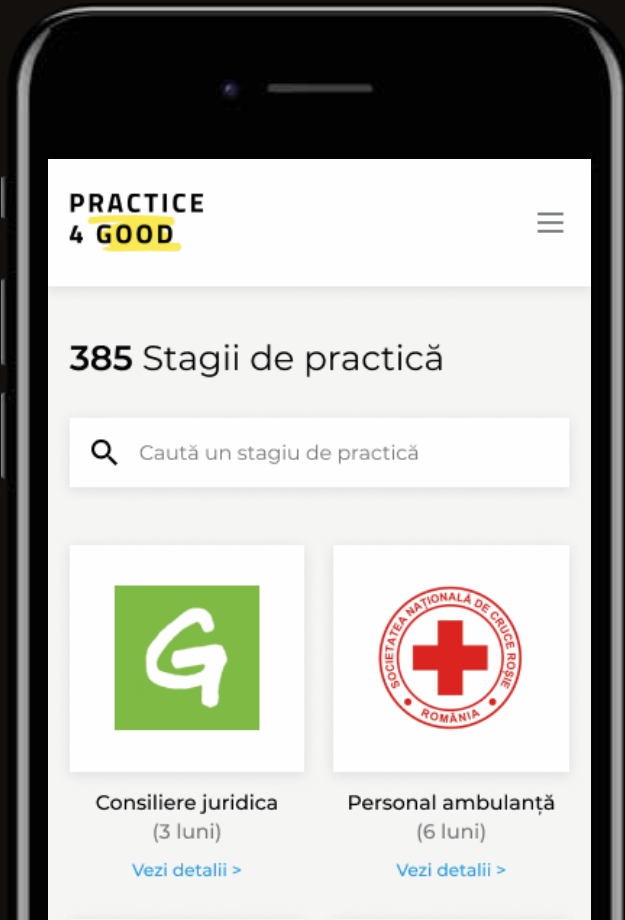 PRACTICE
4 GOOD
385 Stagii de practică
Caută un stagiu de practică
G
SOCIETATEA NAȚIONALĂ DE CRUCE ROȘIE
ROMÂNIA
Consiliere juridica
Personal ambulanță
(3 luni)
(6 luni)
Vezi detalii >
Vezi detalii >